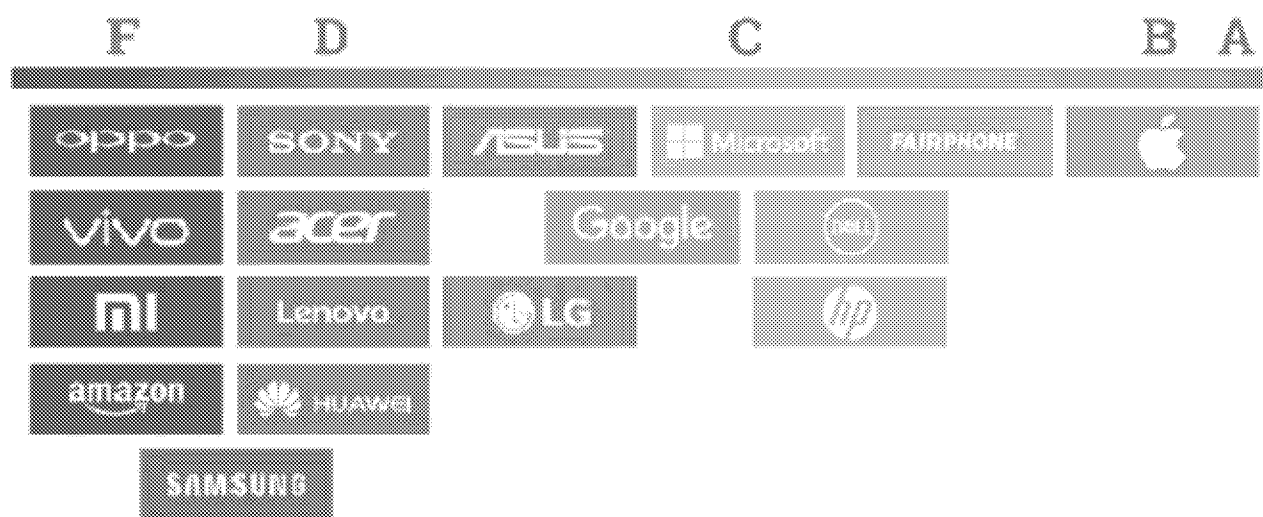 F D C B A
oppo SONY ASUS Microsoft FAIRPHONE
vivo acer Google DELL
mi Lenovo LG hp
amazon HUAWEI
SAMSUNG